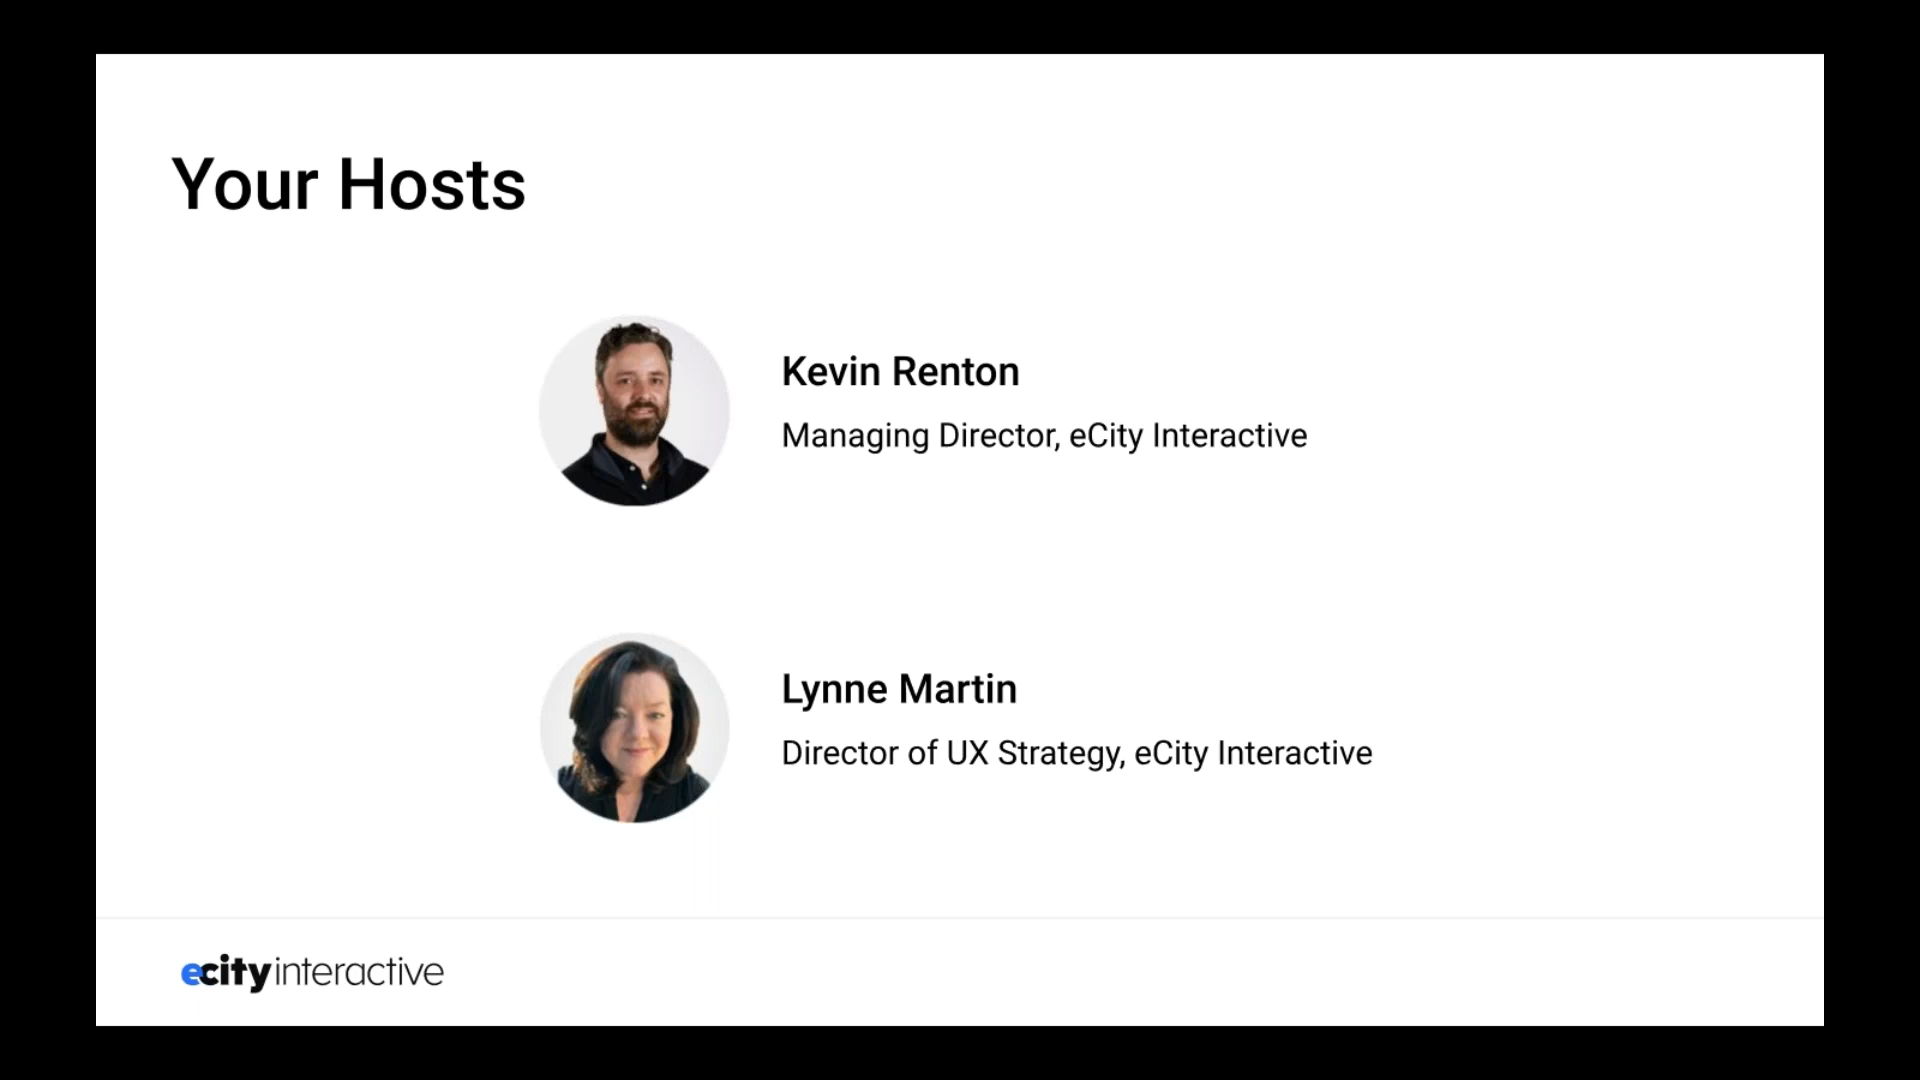 Your Hosts
Kevin Renton
Managing Director, eCity Interactive
Lynne Martin
Director of UX Strategy, eCity Interactive
ecity interactive